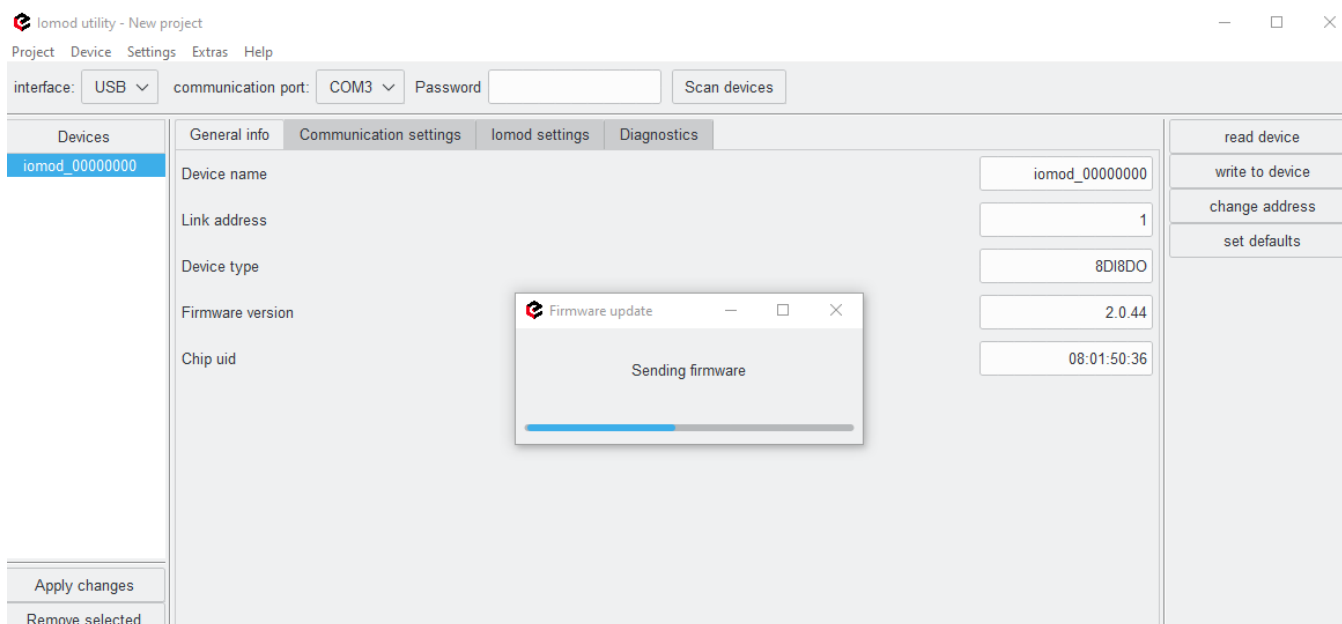 Iomod utility - New project
Project Device Settings Extras Help
interface: USB communication port: COM3 Password Scan devices
Devices
iomod_00000000
General info Communication settings Iomod settings Diagnostics
Device name iomod_00000000
Link address 1
Device type 8DI8DO
Firmware version 2.0.44
Chip uid 08:01:50:36
Firmware update
Sending firmware
read device
write to device
change address
set defaults
Apply changes
Remove selected